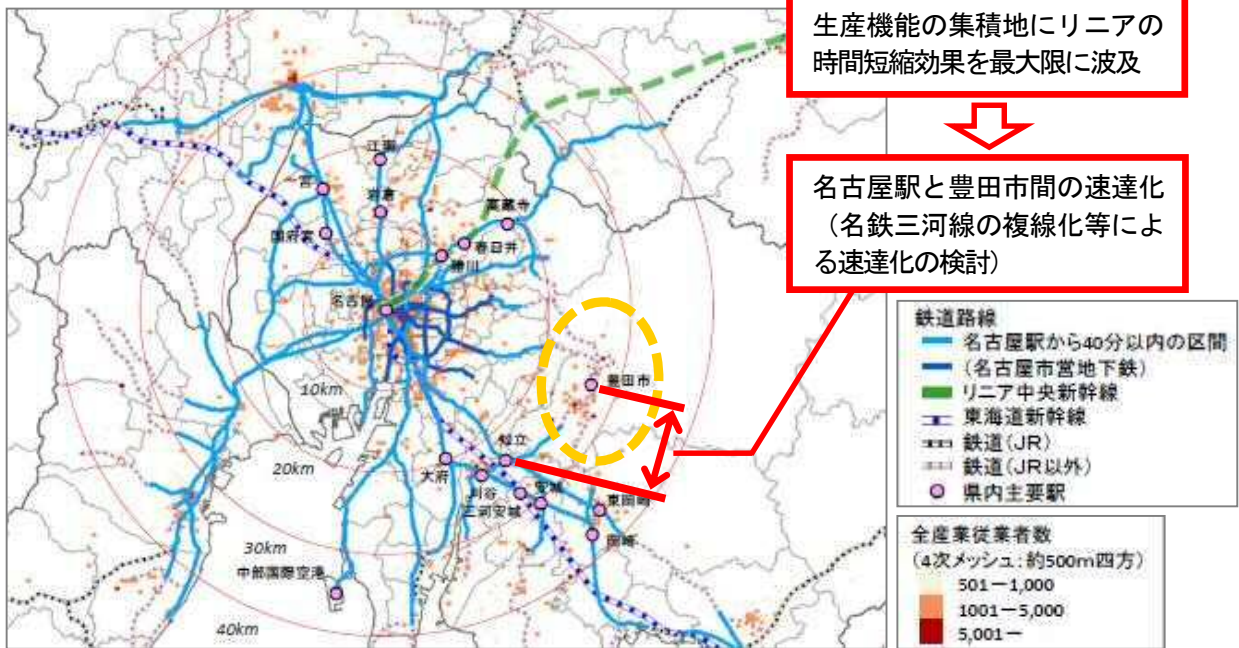 生産機能の集積地にリニアの
時間短縮効果を最大限に波及
名古屋駅と豊田市間の速達化
（名鉄三河線の複線化等によ
る速達化の検討）
江南
一宮
岩倉
国府宮
高蔵寺
春日井
勝川
名古屋
豊田市
10km
知立
大府
刈谷
安城
三河安城
東岡崎
岡崎
20km
30km
中部国際空港
40km
鉄道路線
名古屋駅から40分以内の区間
(名古屋市営地下鉄)
リニア中央新幹線
東海道新幹線
鉄道(JR)
鉄道(JR以外)
県内主要駅
全産業従業者数
(4次メッシュ:約500m四方)
501－1,000
1001－5,000
5,001－